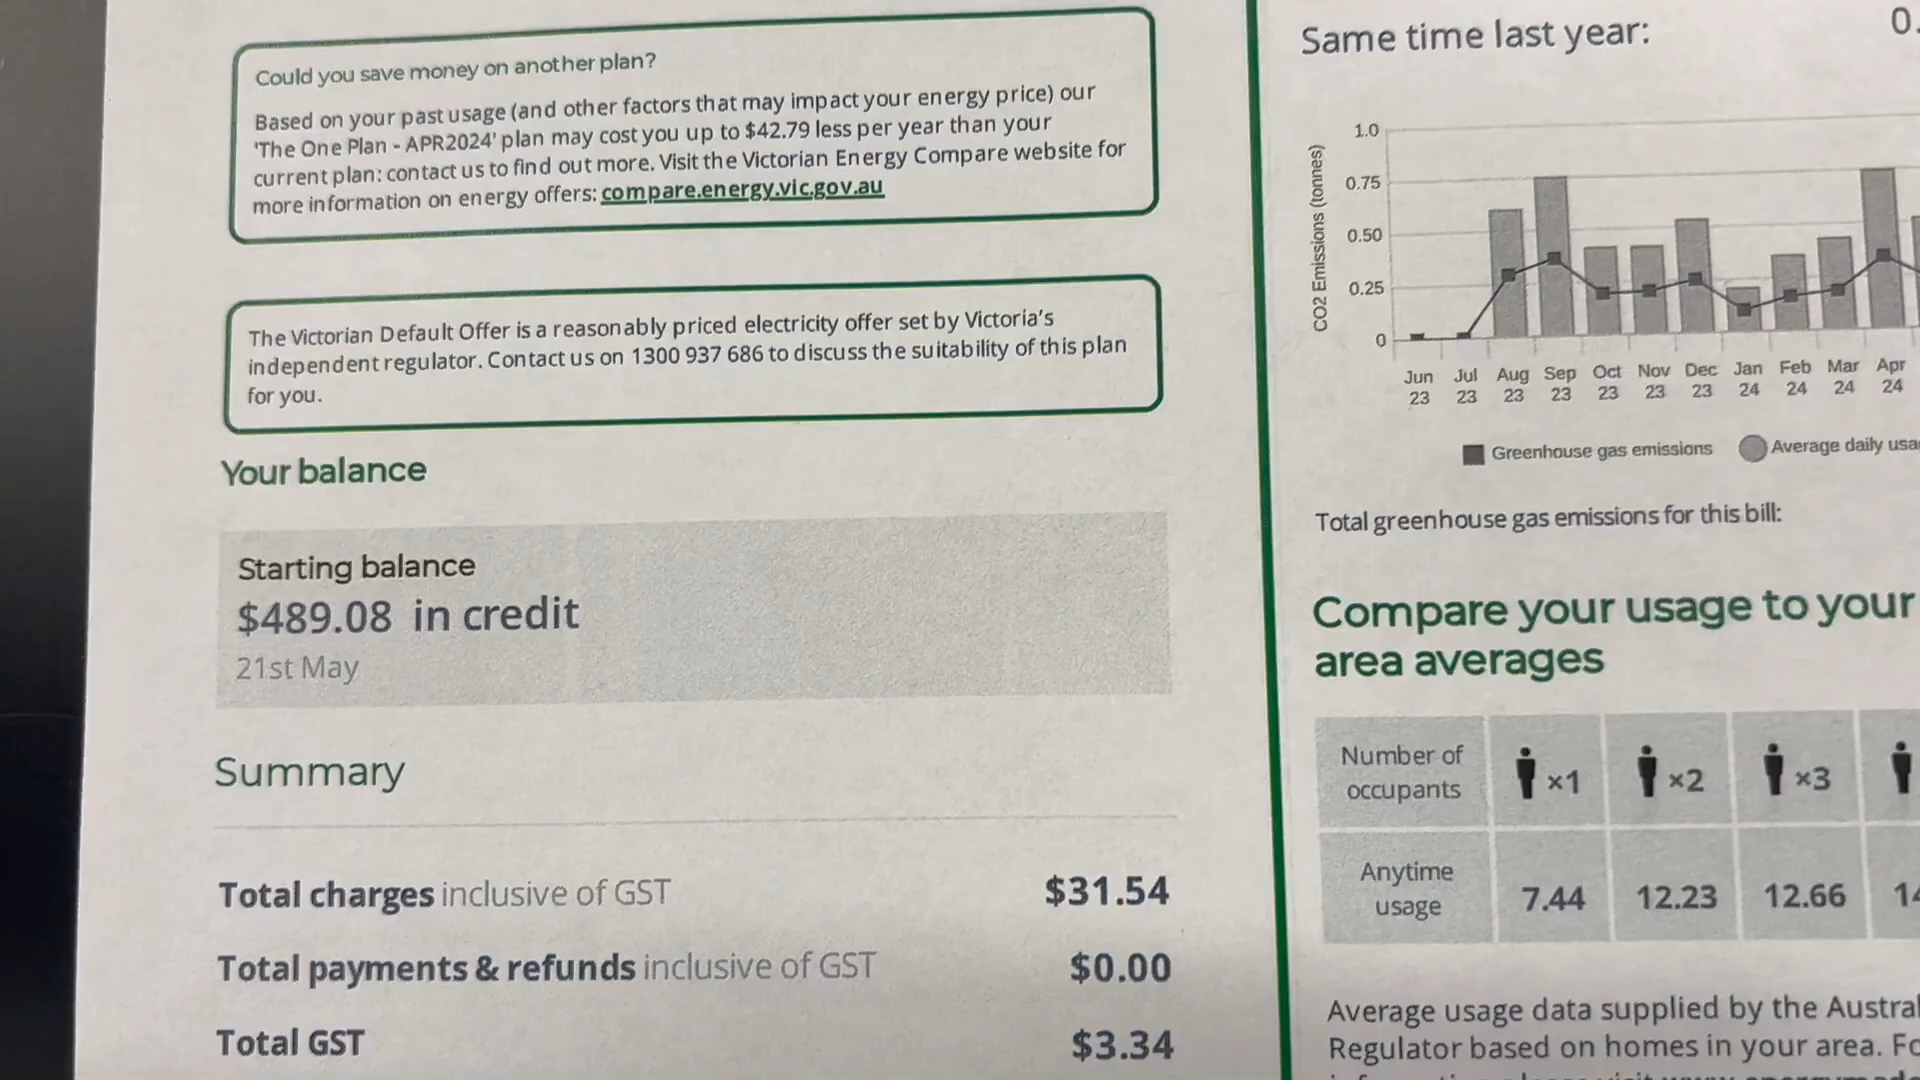 Could you save money on another plan?
Based on your past usage (and other factors that may impact your energy price) our
'The One Plan - APR2024' plan may cost you up to $42.79 less per year than your
current plan: contact us to find out more. Visit the Victorian Energy Compare website for
more information on energy offers: compare.energy.vic.gov.au
The Victorian Default Offer is a reasonably priced electricity offer set by Victoria's
independent regulator. Contact us on 1300 937 686 to discuss the suitability of this plan
for you.
Your balance
Starting balance
$489.08 in credit
21st May
Summary
Total charges inclusive of GST $31.54
Total payments & refunds inclusive of GST $0.00
Total GST $3.34
Same time last year: 0.
CO2 Emissions (tonnes)
1.0
0.75
0.50
0.25
0
Jun Jul Aug Sep Oct Nov Dec Jan Feb Mar Apr
23 23 23 23 23 23 23 24 24 24 24
Greenhouse gas emissions Average daily usa
Total greenhouse gas emissions for this bill:
Compare your usage to your
area averages
Number of
occupants
x1 x2 x3
Anytime
usage
7.44 12.23 12.66 14
Average usage data supplied by the Austral
Regulator based on homes in your area. Fo